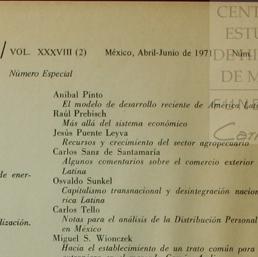 CENT
ESTU
DE HI
DE M
VOL. XXXVIII (2) México, Abril-Junio de 1971 Núm.
Número Especial
Aníbal Pinto
El modelo de desarrollo reciente de América
Raúl Prebisch
Más allá del sistema económico
Jesús Puente Leyva
Recursos y crecimiento del sector agropecuario
Carlos Sanz de Santamaría
Algunos comentarios sobre el comercio exterior
Latina
de ener-
Osvaldo Sunkel
Capitalismo transnacional y desintegración nacion
rica Latina
Carlos Tello
lización.
Notas para el análisis de la Distribución Personal
en México
Miguel S. Wionczek
Hacia el establecimiento de un trato común para